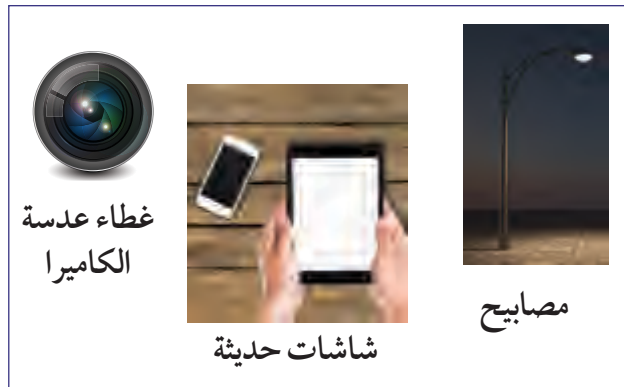 مصابيح
شاشات حديثة
غطاء عدسة
الكاميرا